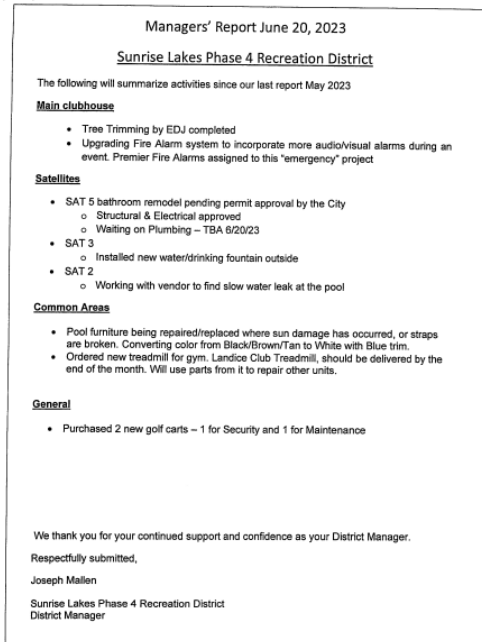 Managers' Report June 20, 2023
Sunrise Lakes Phase 4 Recreation District
The following will summarize activities since our last report May 2023
Main clubhouse
• Tree Trimming by EDJ completed
• Upgrading Fire Alarm system to incorporate more audio/visual alarms during an
event. Premier Fire Alarms assigned to this "emergency" project
Satellites
• SAT 5 bathroom remodel pending permit approval by the City
o Structural & Electrical approved
o Waiting on Plumbing – TBA 6/20/23
• SAT 3
o Installed new water/drinking fountain outside
• SAT 2
o Working with vendor to find slow water leak at the pool
Common Areas
• Pool furniture being repaired/replaced where sun damage has occurred, or straps
are broken. Converting color from Black/Brown/Tan to White with Blue trim.
• Ordered new treadmill for gym. Landice Club Treadmill, should be delivered by the
end of the month. Will use parts from it to repair other units.
General
• Purchased 2 new golf carts – 1 for Security and 1 for Maintenance
We thank you for your continued support and confidence as your District Manager.
Respectfully submitted,
Joseph Mallen
Sunrise Lakes Phase 4 Recreation District
District Manager